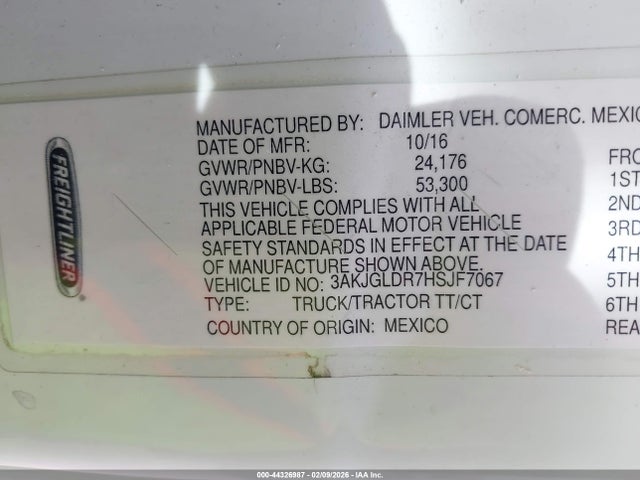 FREIGHTLINER
MANUFACTURED BY: DAIMLER VEH. COMERC. MEXIC
DATE OF MFR: 10/16
GVWR/PNBV-KG: 24,176
GVWR/PNBV-LBS: 53,300
THIS VEHICLE COMPLIES WITH ALL
APPLICABLE FEDERAL MOTOR VEHICLE
SAFETY STANDARDS IN EFFECT AT THE DATE
OF MANUFACTURE SHOWN ABOVE.
VEHICLE ID NO: 3AKJGLDR7HSJF7067
TYPE: TRUCK/TRACTOR TT/CT
COUNTRY OF ORIGIN: MEXICO
FRO
1ST
2ND
3RD
4TH
5TH
6TH
REA
000-44326987 - 02/09/2026 - IAA Inc.